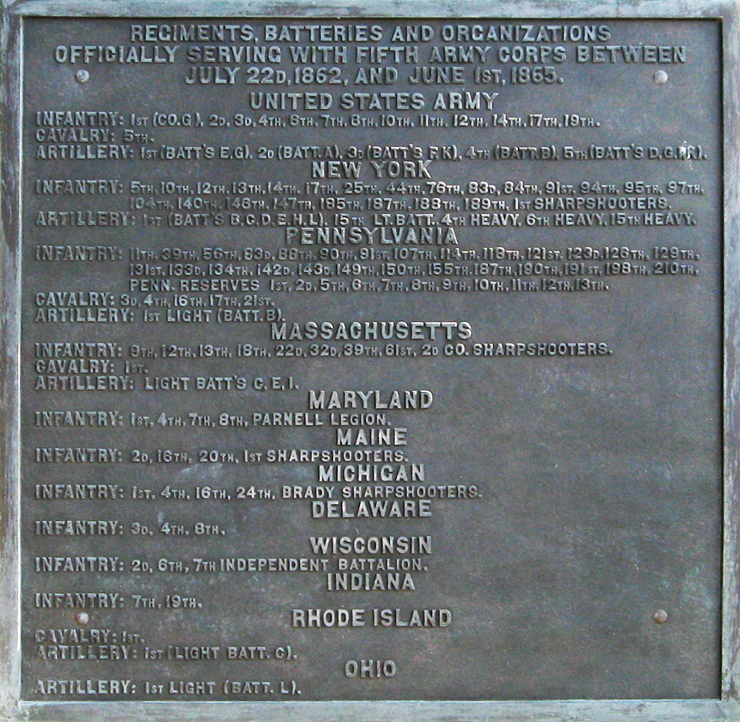 REGIMENTS, BATTERIES AND ORGANIZATIONS
OFFICIALLY SERVING WITH FIFTH ARMY CORPS BETWEEN
JULY 22D, 1862, AND JUNE 1ST, 1865.
UNITED STATES ARMY
INFANTRY: 1ST (CO.G), 2D, 3D, 4TH, 6TH, 7TH, 8TH, 10TH, 11TH, 12TH, 14TH, 17TH, 19TH.
CAVALRY: 5TH.
ARTILLERY: 1ST (BATT'S E,G). 2D (BATT. A), 3D (BATT'S F,K), 4TH (BATT. B), 5TH (BATT'S D, G, I, K).
NEW YORK
INFANTRY: 5TH, 10TH, 12TH, 13TH, 14TH, 17TH, 25TH, 44TH, 76TH, 83D, 84TH, 91ST, 94TH, 95TH, 97TH,
104TH, 140TH, 146TH, 147TH, 185TH, 187TH, 188TH, 189TH, 1ST SHARPSHOOTERS.
ARTILLERY: 1ST (BATT'S B, C, D, E, H, L), 15TH LT. BATT. 4TH HEAVY, 6TH HEAVY, 15TH HEAVY.
PENNSYLVANIA
INFANTRY: 11TH, 39TH, 56TH, 83D, 88TH, 90TH, 91ST, 107TH, 114TH, 118TH, 121ST, 123D, 126TH, 129TH,
131ST, 133D, 134TH, 142D, 143D, 149TH, 150TH, 155TH, 187TH, 190TH, 191ST, 198TH, 210TH,
PENN. RESERVES 1ST, 2D, 5TH, 6TH, 7TH, 8TH, 9TH, 10TH, 11TH, 12TH, 13TH.
CAVALRY: 3D, 4TH, 16TH, 17TH, 21ST.
ARTILLERY: 1ST LIGHT (BATT. B).
MASSACHUSETTS
INFANTRY: 9TH, 12TH, 13TH, 18TH, 22D, 32D, 39TH, 61ST, 2D CO. SHARPSHOOTERS.
CAVALRY: 1ST.
ARTILLERY: LIGHT BATT'S C, E, I.
MARYLAND
INFANTRY: 1ST, 4TH, 7TH, 8TH, PARNELL LEGION.
MAINE
INFANTRY: 2D, 16TH, 20TH, 1ST SHARPSHOOTERS.
MICHIGAN
INFANTRY: 1ST, 4TH, 16TH, 24TH, BRADY SHARPSHOOTERS.
DELAWARE
INFANTRY: 3D, 4TH, 8TH.
WISCONSIN
INFANTRY: 2D, 6TH, 7TH INDEPENDENT BATTALION.
INDIANA
INFANTRY: 7TH, 19TH.
RHODE ISLAND
CAVALRY: 1ST.
ARTILLERY: 1ST (LIGHT BATT. C).
OHIO
ARTILLERY: 1ST LIGHT (BATT. L).